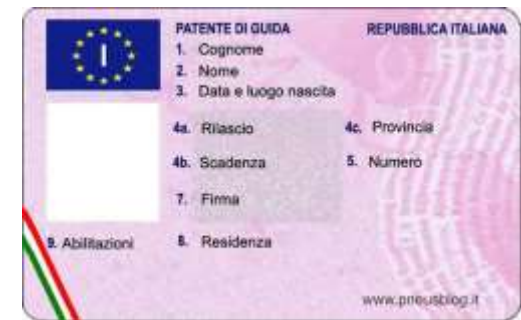 I
PATENTE DI GUIDA REPUBBLICA ITALIANA
1. Cognome
2. Nome
3. Data e luogo nascita
4a. Rilascio 4c. Provincia
4b. Scadenza 5. Numero
7. Firma
9. Abilitazioni 8. Residenza
www.pneusblog.it